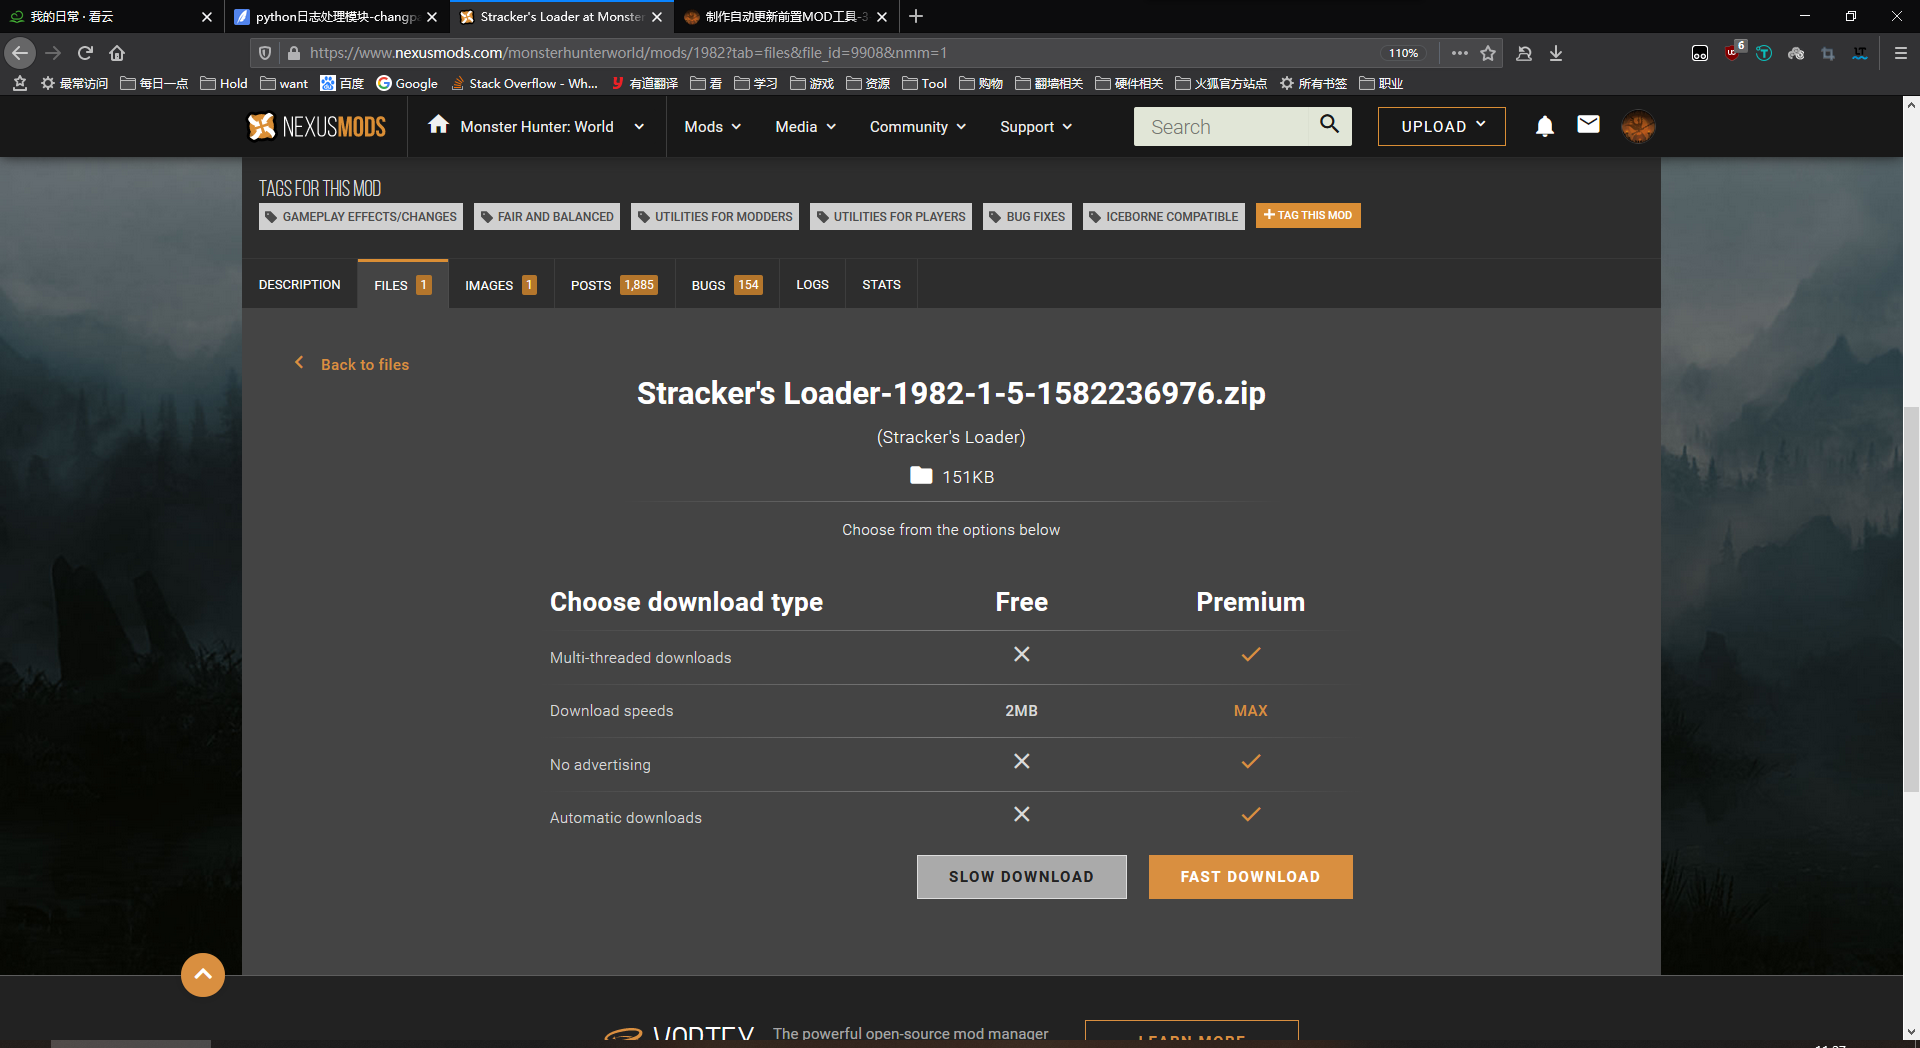 我的日常 · 看云
python日志处理模块-changp
Stracker's Loader at Monster
制作自动更新前置MOD工具-3
https://www.nexusmods.com/monsterhunterworld/mods/1982?tab=files&file_id=9908&nmm=1
110%
6
最常访问 每日一点 Hold want 百度 Google Stack Overflow - Wh... 有道翻译 看 学习 游戏 资源 Tool 购物 翻墙相关 硬件相关 火狐官方站点 所有书签 职业
NEXUSMODS Monster Hunter: World Mods Media Community Support Search UPLOAD
TAGS FOR THIS MOD
GAMEPLAY EFFECTS/CHANGES FAIR AND BALANCED UTILITIES FOR MODDERS UTILITIES FOR PLAYERS BUG FIXES ICEBORNE COMPATIBLE + TAG THIS MOD
DESCRIPTION FILES 1 IMAGES 1 POSTS 1,885 BUGS 154 LOGS STATS
Back to files
Stracker's Loader-1982-1-5-1582236976.zip
(Stracker's Loader)
151KB
Choose from the options below
Choose download type Free Premium
Multi-threaded downloads
Download speeds 2MB MAX
No advertising
Automatic downloads
SLOW DOWNLOAD FAST DOWNLOAD
VORTEX The powerful open-source mod manager LEARN MORE